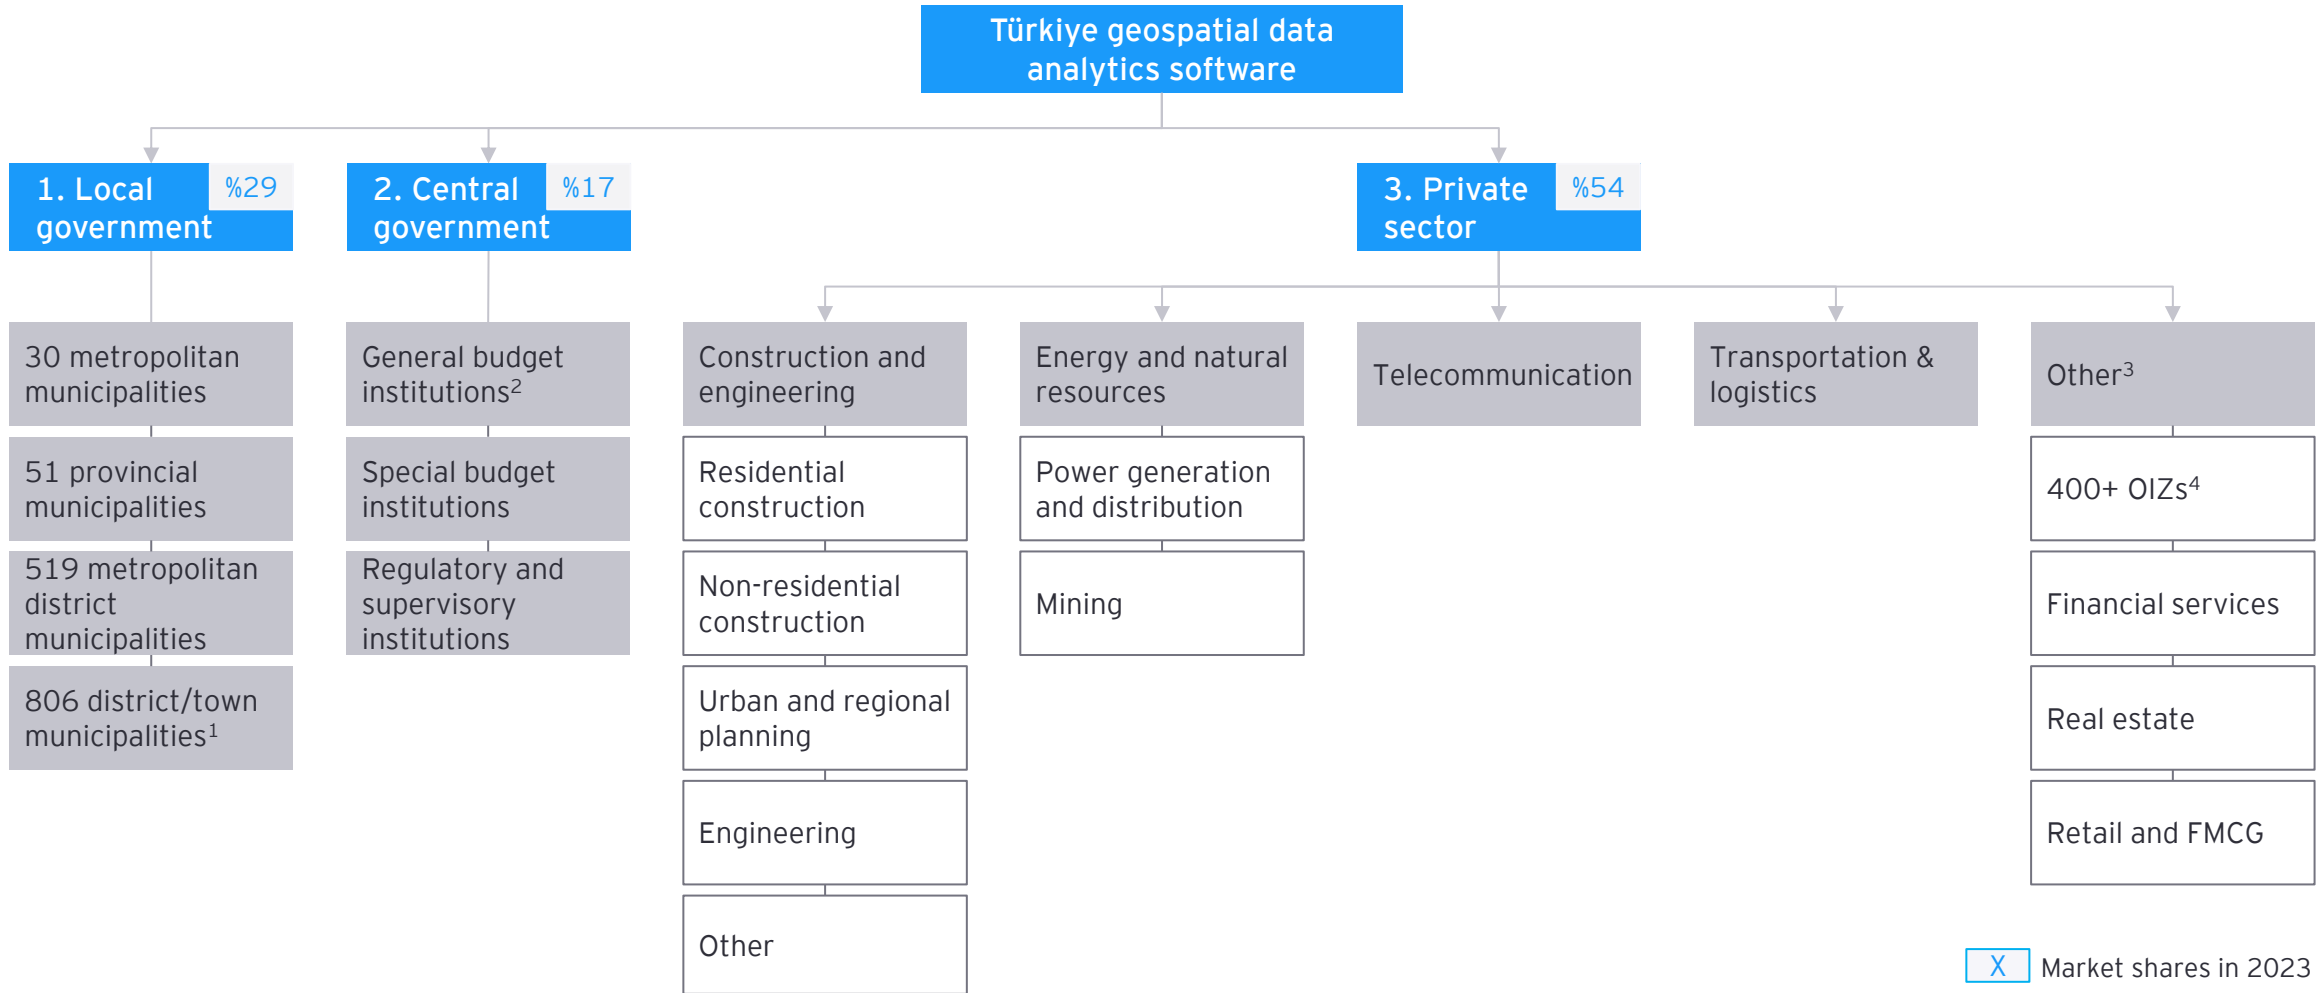 Türkiye geospatial data
analytics software
1. Local
government
%29
2. Central
government
%17
3. Private
sector
%54
30 metropolitan
municipalities
51 provincial
municipalities
519 metropolitan
district
municipalities
806 district/town
municipalities¹
General budget
institutions²
Special budget
institutions
Regulatory and
supervisory
institutions
Construction and
engineering
Residential
construction
Non-residential
construction
Urban and regional
planning
Engineering
Other
Energy and natural
resources
Power generation
and distribution
Mining
Telecommunication
Transportation &
logistics
Other³
400+ OIZs⁴
Financial services
Real estate
Retail and FMCG
X Market shares in 2023